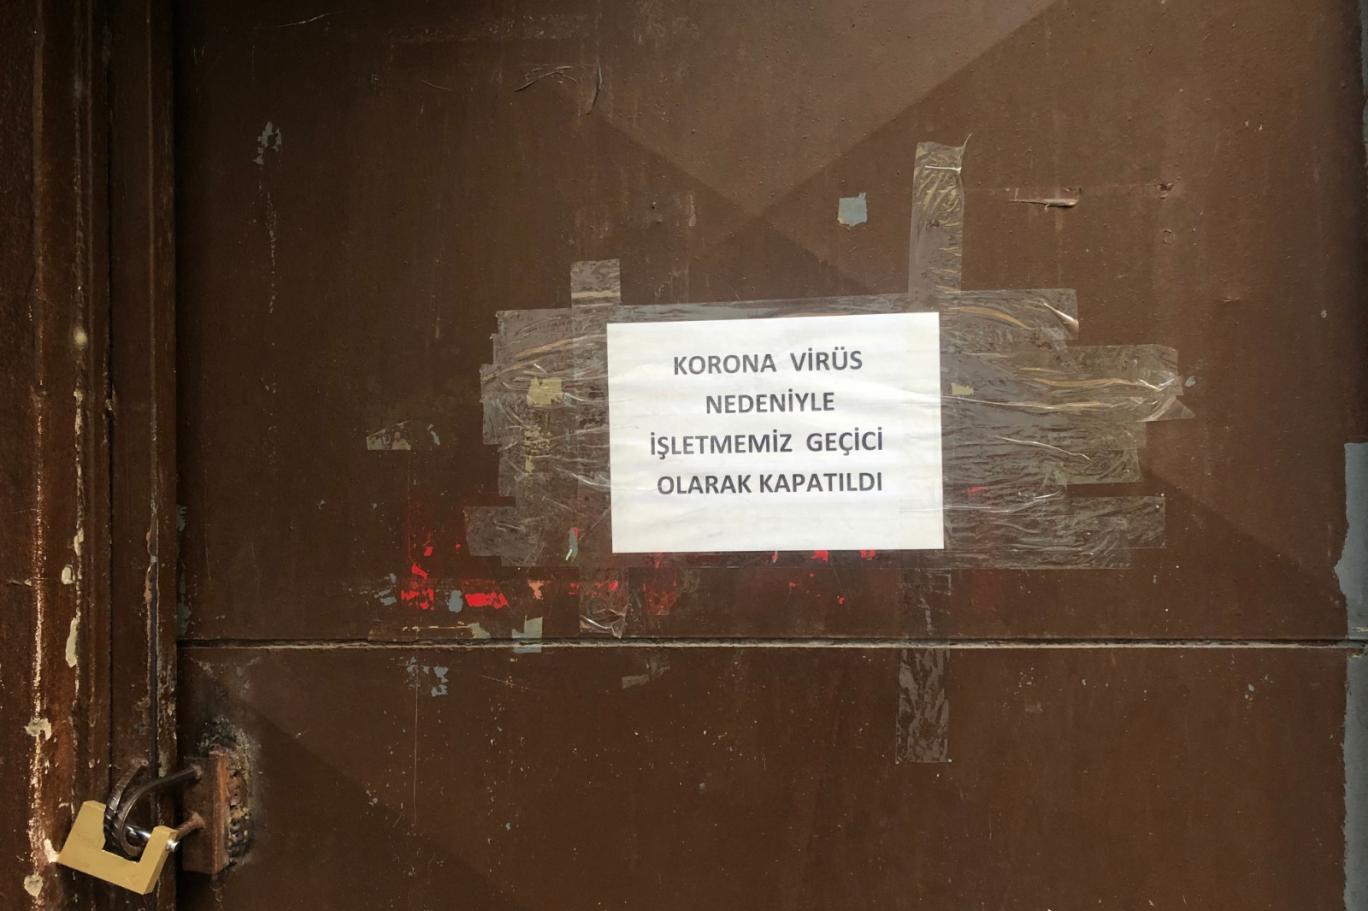 KORONA VİRÜS
NEDENİYLE
İŞLETMEMİZ GEÇİCİ
OLARAK KAPATILDI